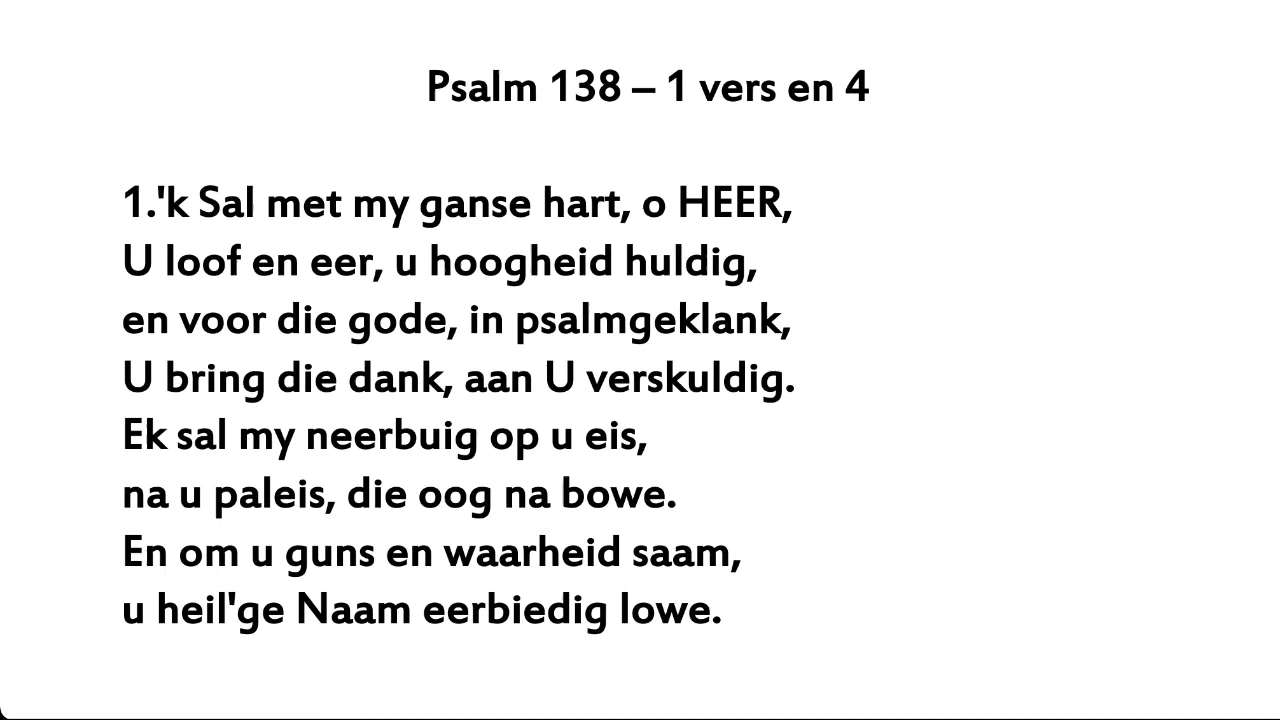 Psalm 138 – 1 vers en 4
1.'k Sal met my ganse hart, o HEER,
U loof en eer, u hoogheid huldig,
en voor die gode, in psalmgeklank,
U bring die dank, aan U verskuldig.
Ek sal my neerbuig op u eis,
na u paleis, die oog na bowe.
En om u guns en waarheid saam,
u heil'ge Naam eerbiedig lowe.